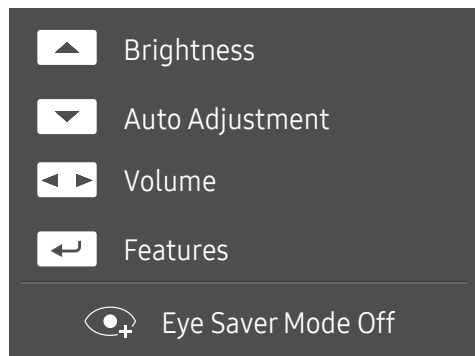 Brightness
Auto Adjustment
Volume
Features
Eye Saver Mode Off